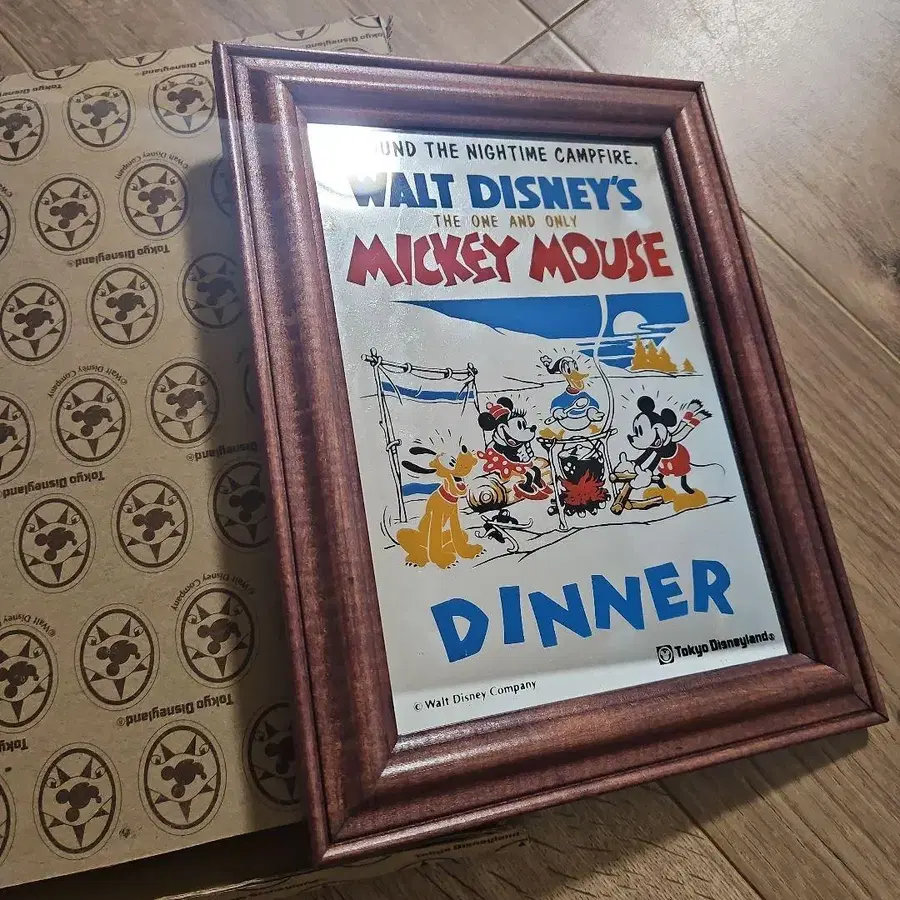 UND THE NIGHTIME CAMPFIRE.
WALT DISNEY'S
THE ONE AND ONLY
MICKEY MOUSE
DINNER
Tokyo Disneyland®
© Walt Disney Company
Tokyo Disneyland®
© Walt Disney Company